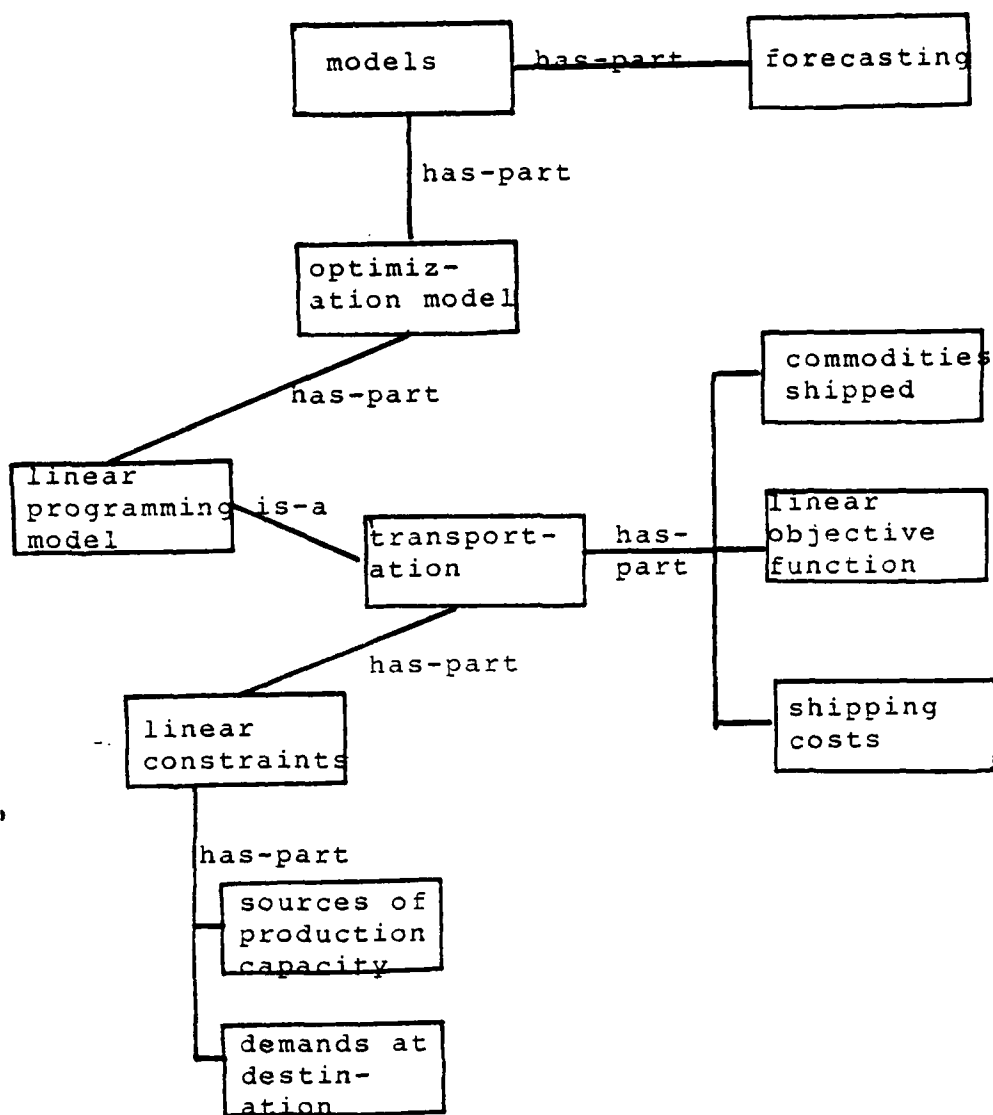 models
has-part
forecasting
has-part
optimiz-
ation model
has-part
commodities
shipped
linear
programming
model
is-a
transport-
ation
has-
part
linear
objective
function
has-part
shipping
costs
linear
constraints
has-part
sources of
production
capacity
demands at
destin-
ation